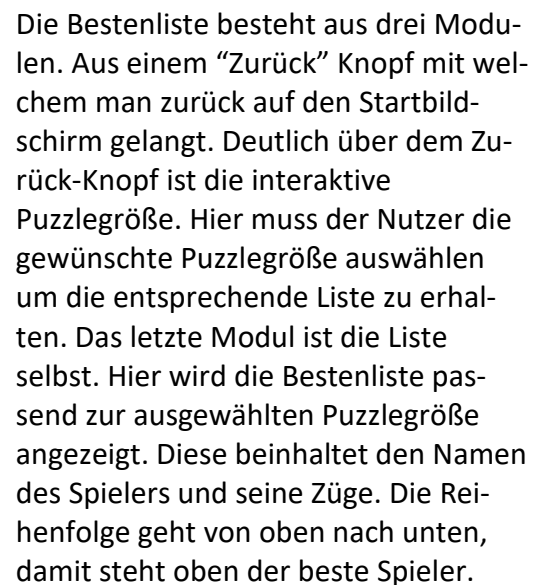 Die Bestenliste besteht aus drei Modu-
len. Aus einem “Zurück” Knopf mit wel-
chem man zurück auf den Startbild-
schirm gelangt. Deutlich über dem Zu-
rück-Knopf ist die interaktive
Puzzlegröße. Hier muss der Nutzer die
gewünschte Puzzlegröße auswählen
um die entsprechende Liste zu erhal-
ten. Das letzte Modul ist die Liste
selbst. Hier wird die Bestenliste pas-
send zur ausgewählten Puzzlegröße
angezeigt. Diese beinhaltet den Namen
des Spielers und seine Züge. Die Rei-
henfolge geht von oben nach unten,
damit steht oben der beste Spieler.